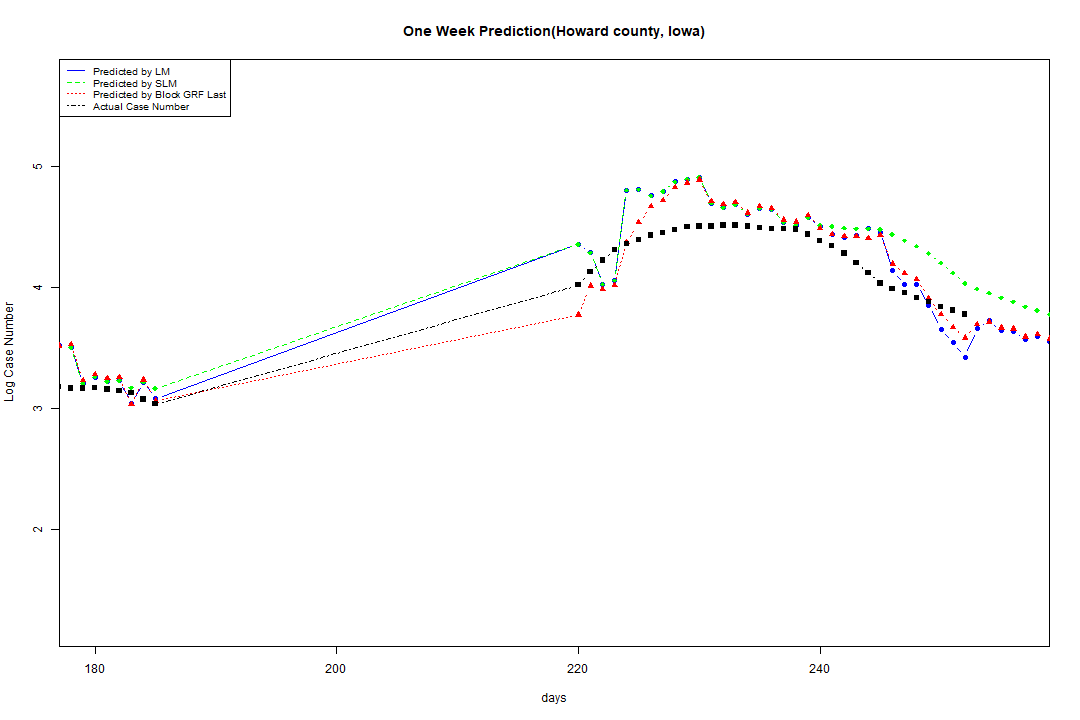 One Week Prediction(Howard county, Iowa)
Predicted by LM
Predicted by SLM
Predicted by Block GRF Last
Actual Case Number
Log Case Number
5
4
3
2
180 200 220 240
days